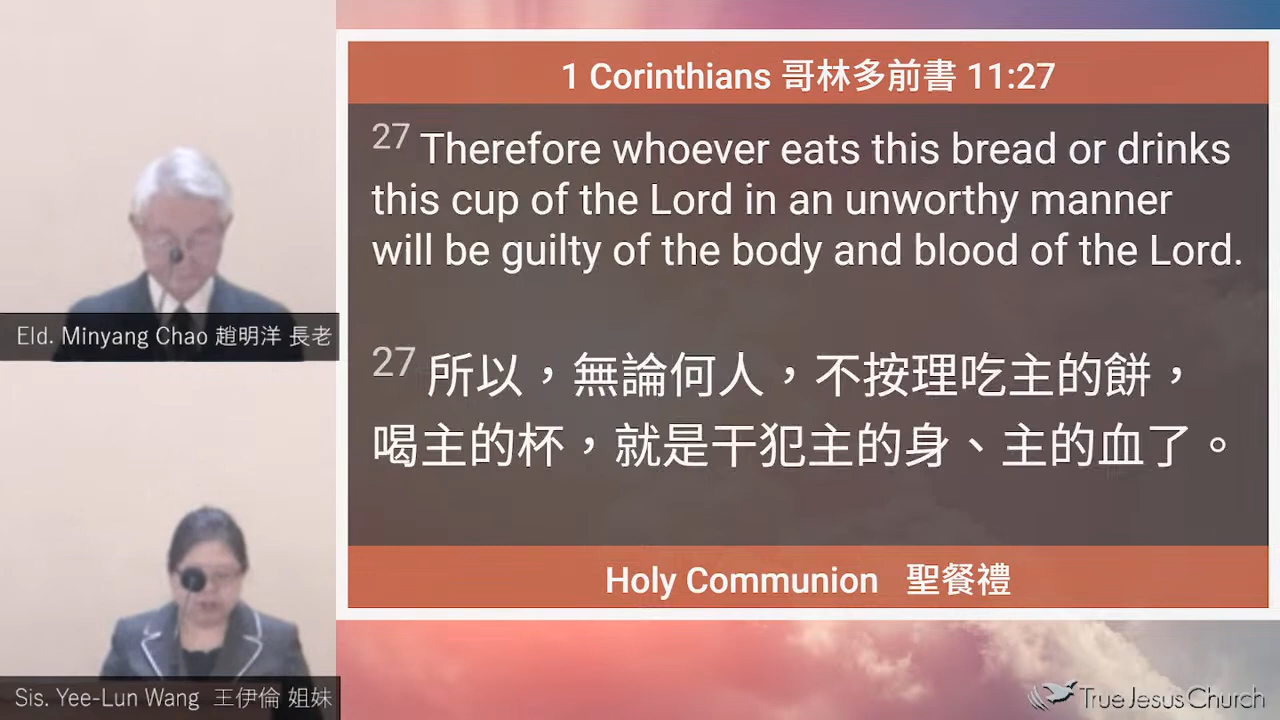 1 Corinthians 哥林多前書 11:27
27 Therefore whoever eats this bread or drinks
this cup of the Lord in an unworthy manner
will be guilty of the body and blood of the Lord.
27 所以，無論何人，不按理吃主的餅，
喝主的杯，就是干犯主的身、主的血了。
Holy Communion 聖餐禮
Eld. Minyang Chao 趙明洋 長老
Sis. Yee-Lun Wang 王伊倫 姐妹
True Jesus Church